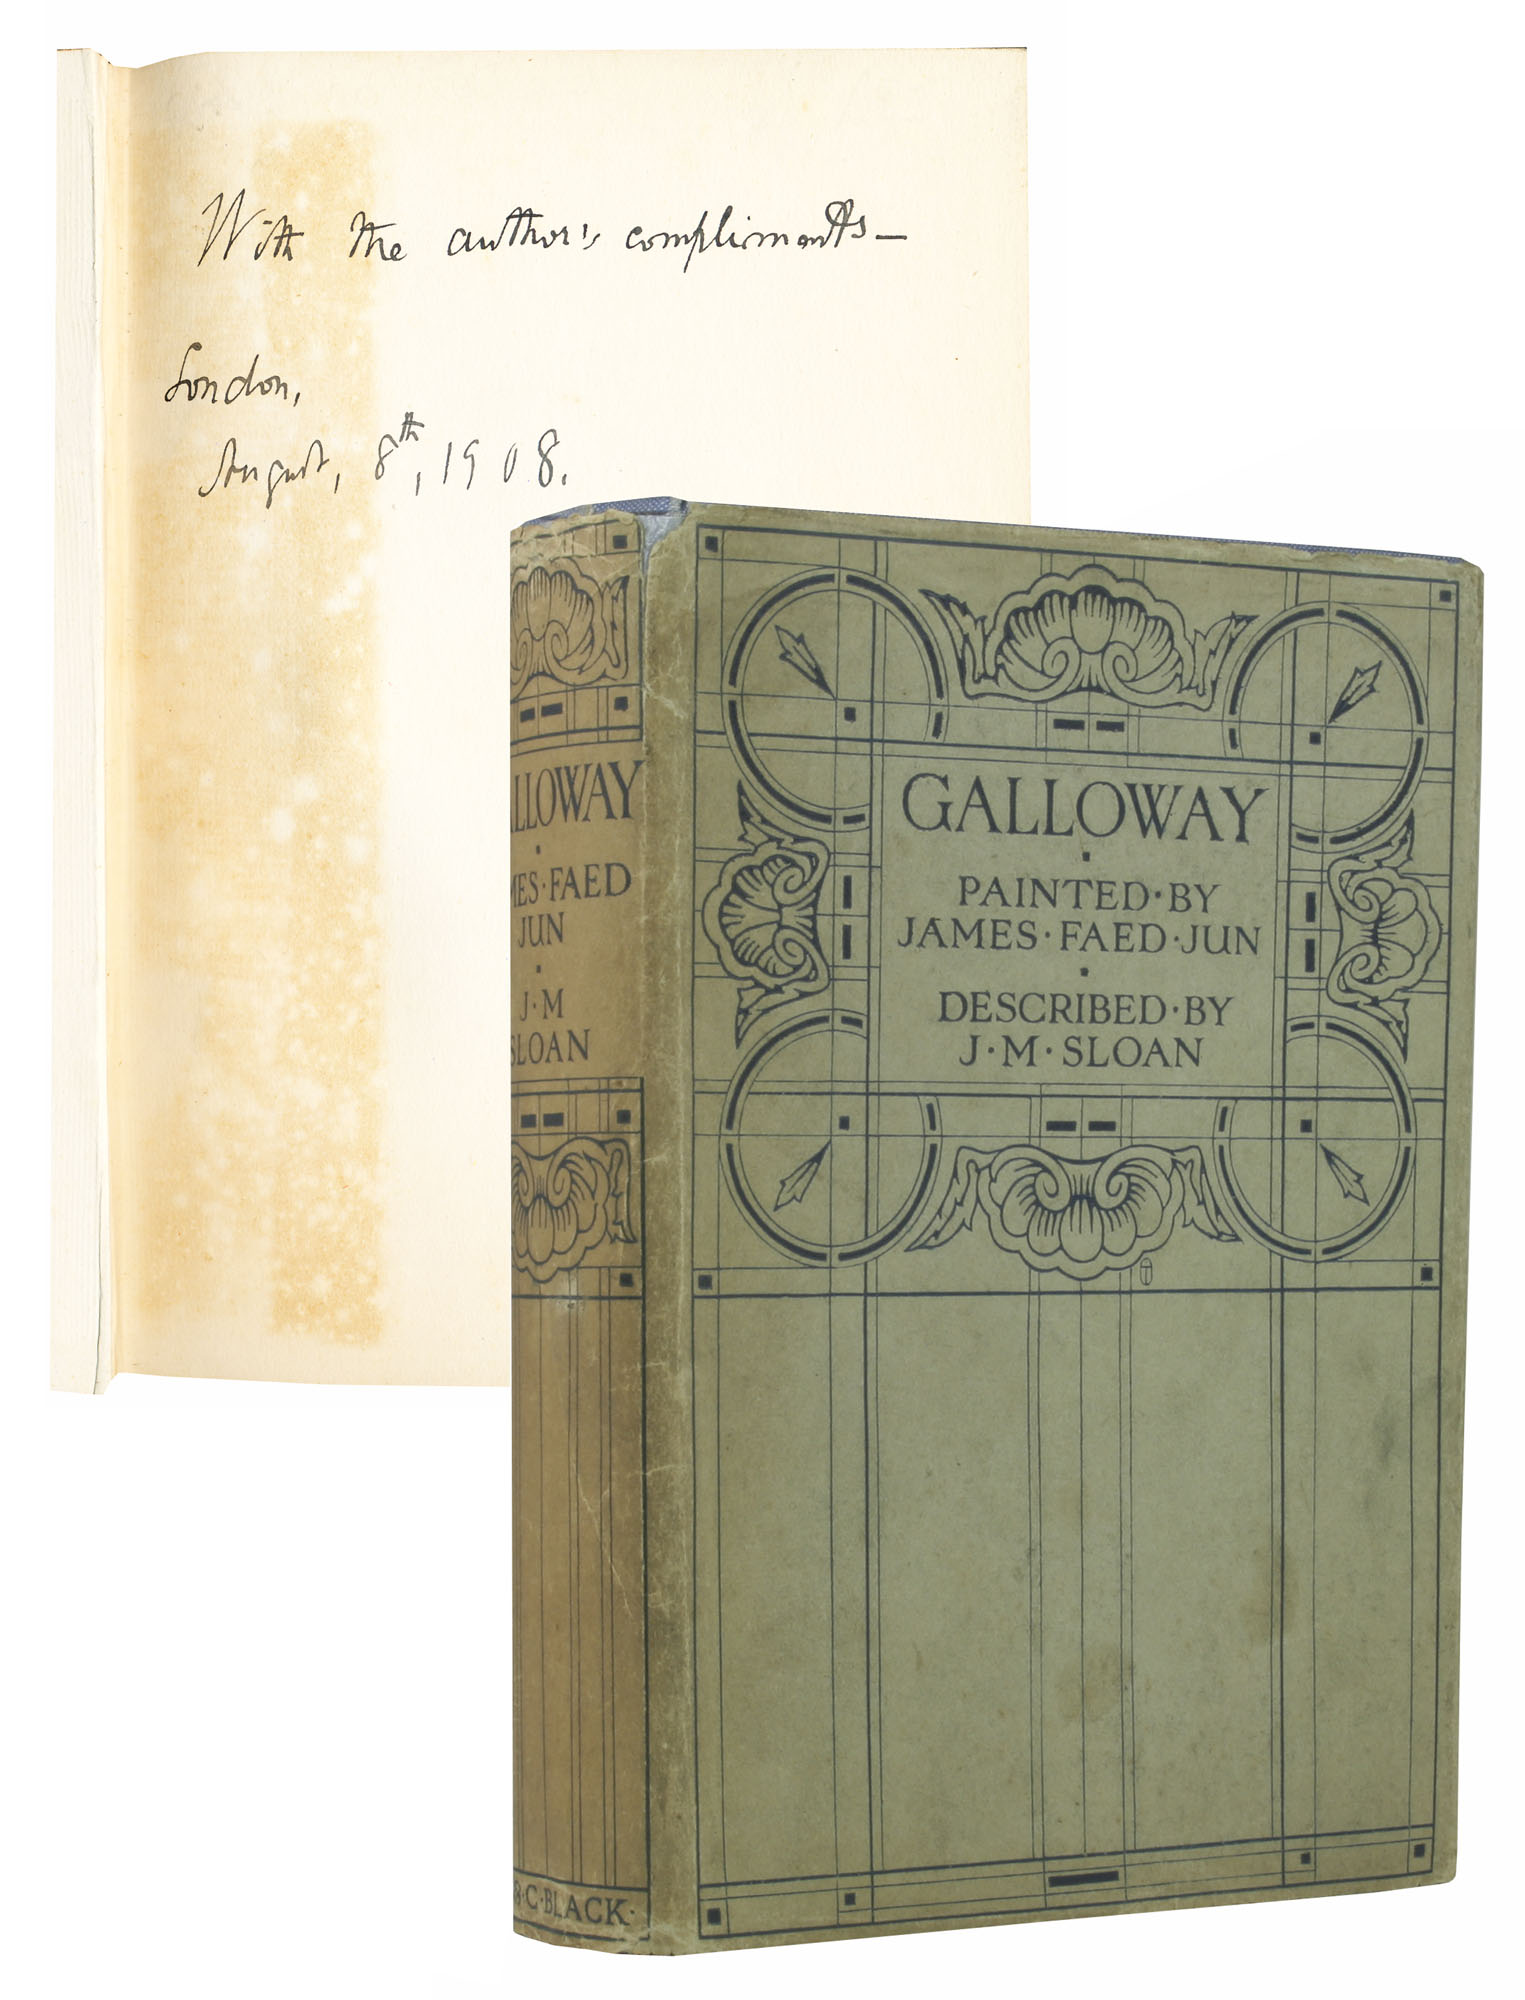 With the author's compliments—
London,
August, 8th, 1908.
GALLOWAY
PAINTED·BY
JAMES·FAED·JUN
DESCRIBED·BY
J·M·SLOAN
LLOWAY
MES·FAED
JUN
J·M
SLOAN
&·C·BLACK·